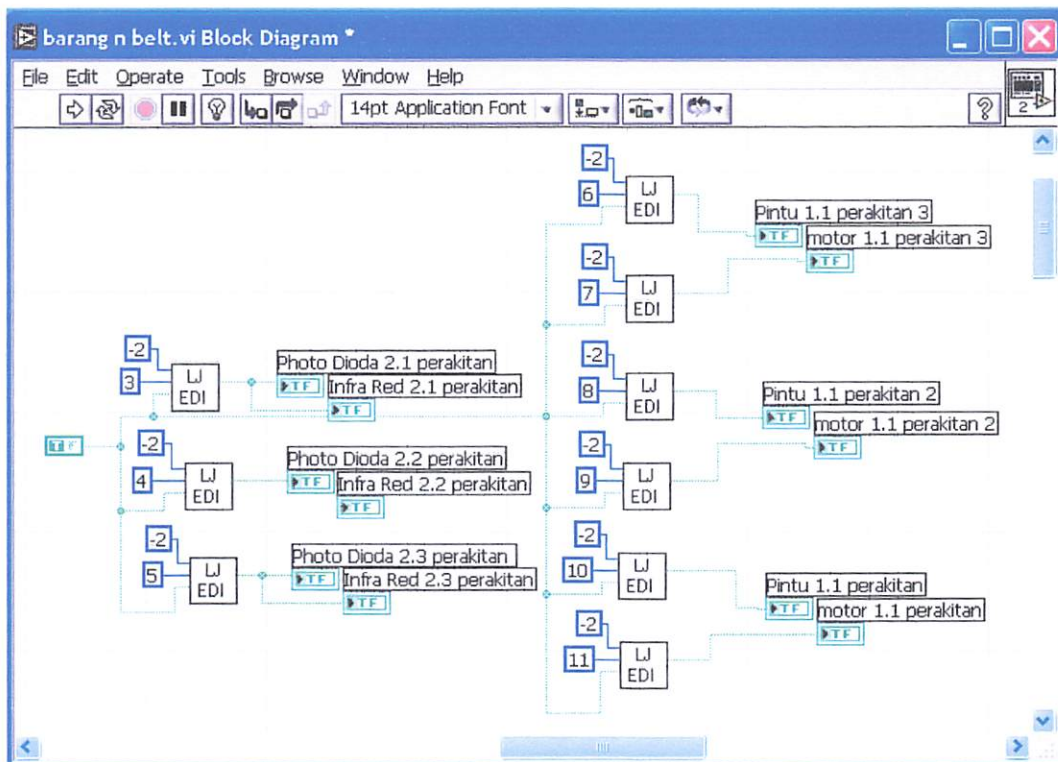 barang n belt.vi Block Diagram *
File Edit Operate Tools Browse Window Help
14pt Application Font
?
2
-2
6
LJ
EDI
Pintu 1.1 perakitan 3
TF
motor 1.1 perakitan 3
TF
-2
7
LJ
EDI
-2
3
LJ
EDI
Photo Dioda 2.1 perakitan
TF
Infra Red 2.1 perakitan
TF
-2
8
LJ
EDI
Pintu 1.1 perakitan 2
TF
motor 1.1 perakitan 2
TF
T F
-2
4
LJ
EDI
Photo Dioda 2.2 perakitan
TF
Infra Red 2.2 perakitan
TF
-2
9
LJ
EDI
-2
5
LJ
EDI
Photo Dioda 2.3 perakitan
TF
Infra Red 2.3 perakitan
TF
-2
10
LJ
EDI
Pintu 1.1 perakitan
TF
motor 1.1 perakitan
TF
-2
11
LJ
EDI